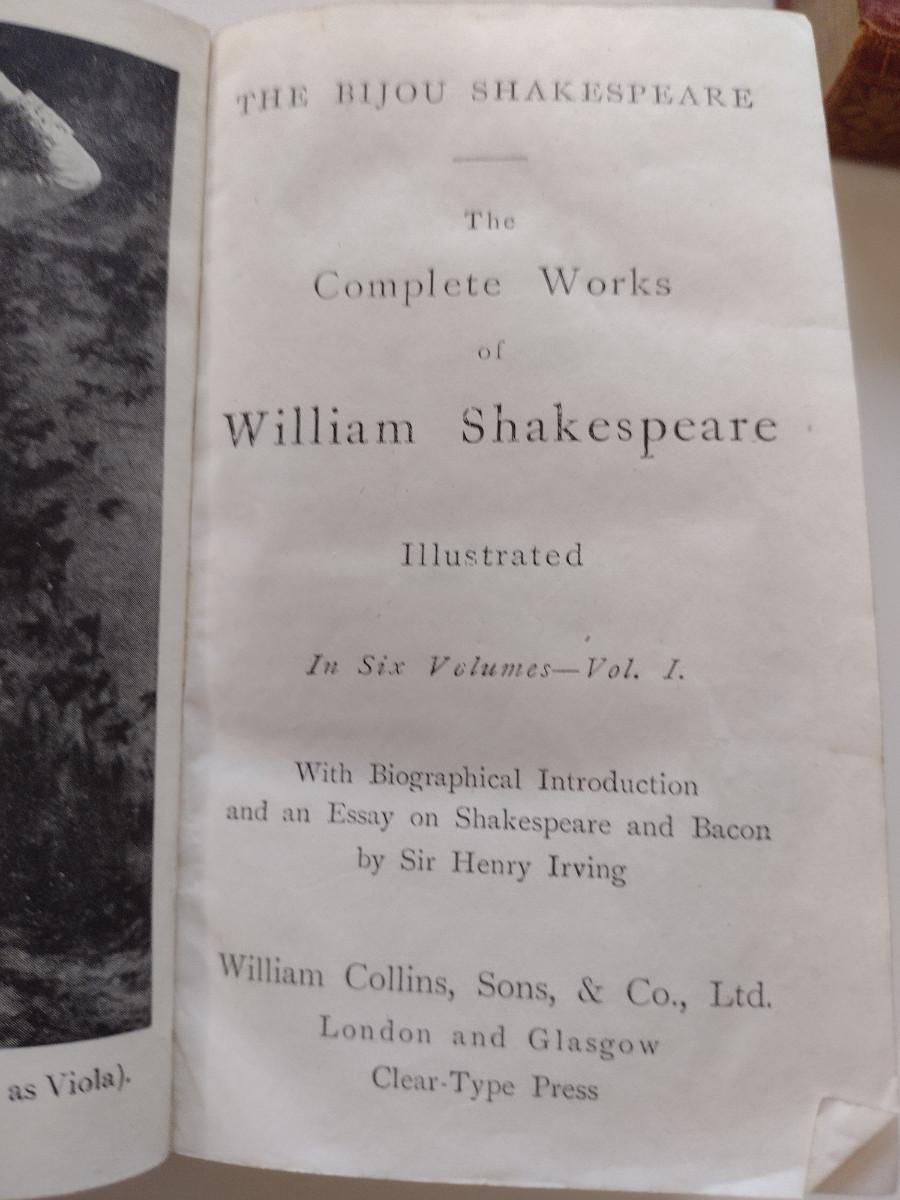 THE BIJOU SHAKESPEARE
The
Complete Works
of
William Shakespeare
Illustrated
In Six Volumes—Vol. I.
With Biographical Introduction
and an Essay on Shakespeare and Bacon
by Sir Henry Irving
William Collins, Sons, & Co., Ltd.
London and Glasgow
Clear-Type Press
as Viola).